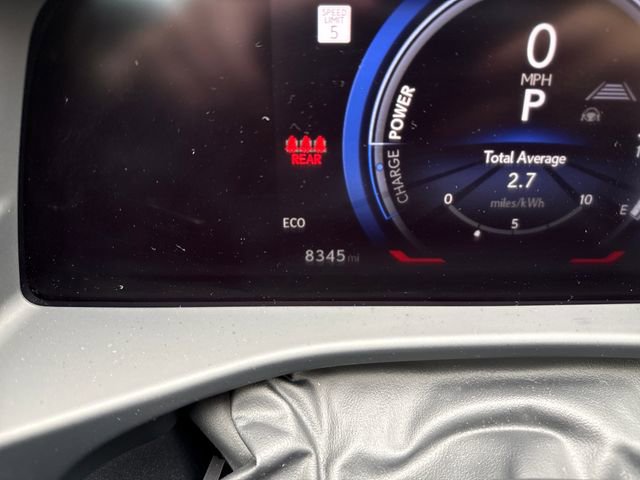 SPEED
LIMIT
5
0
MPH
P
POWER
CHARGE
REAR
Total Average
2.7
miles/kWh
0
5
10
E
ECO
8345 mi